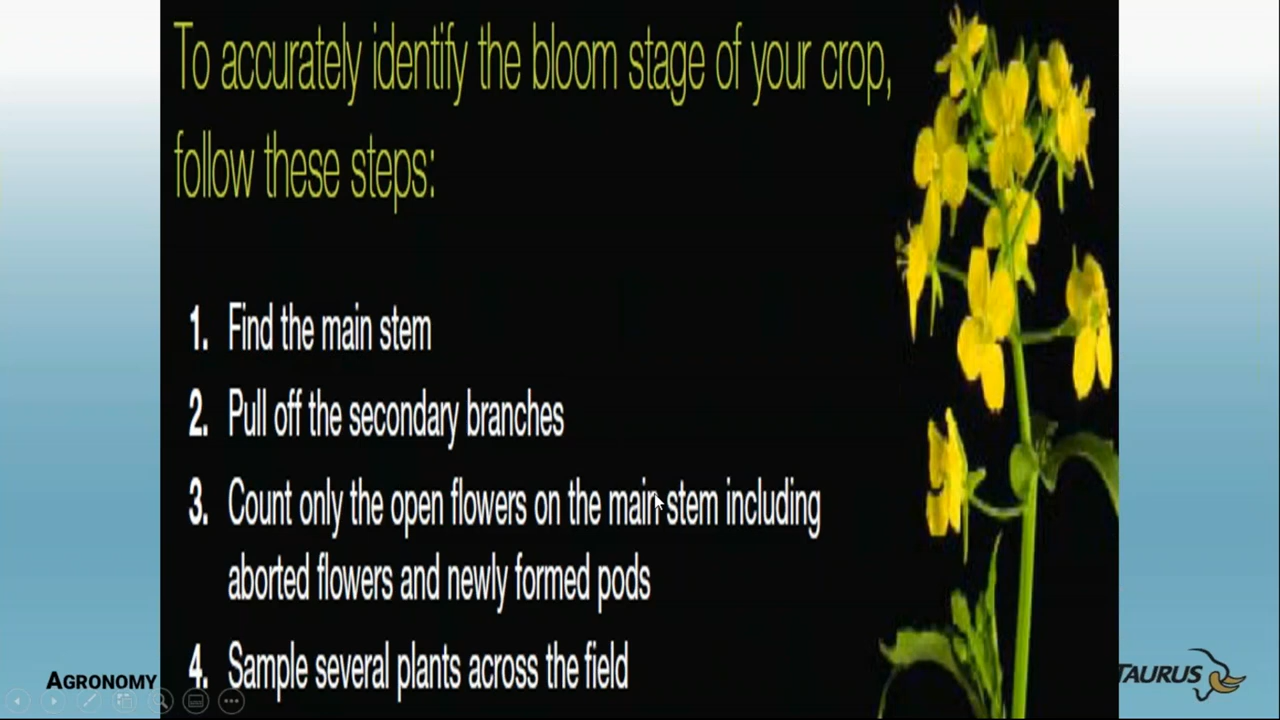 To accurately identify the bloom stage of your crop,
follow these steps:
1. Find the main stem
2. Pull off the secondary branches
3. Count only the open flowers on the main stem including
aborted flowers and newly formed pods
4. Sample several plants across the field
AGRONOMY
TAURUS